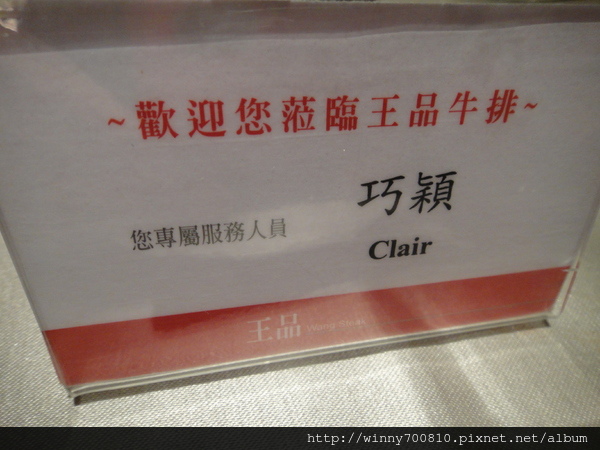 ~歡迎您蒞臨王品牛排~
巧穎
您專屬服務人員
Clair
王品
http://winny700810.pixnet.net/album